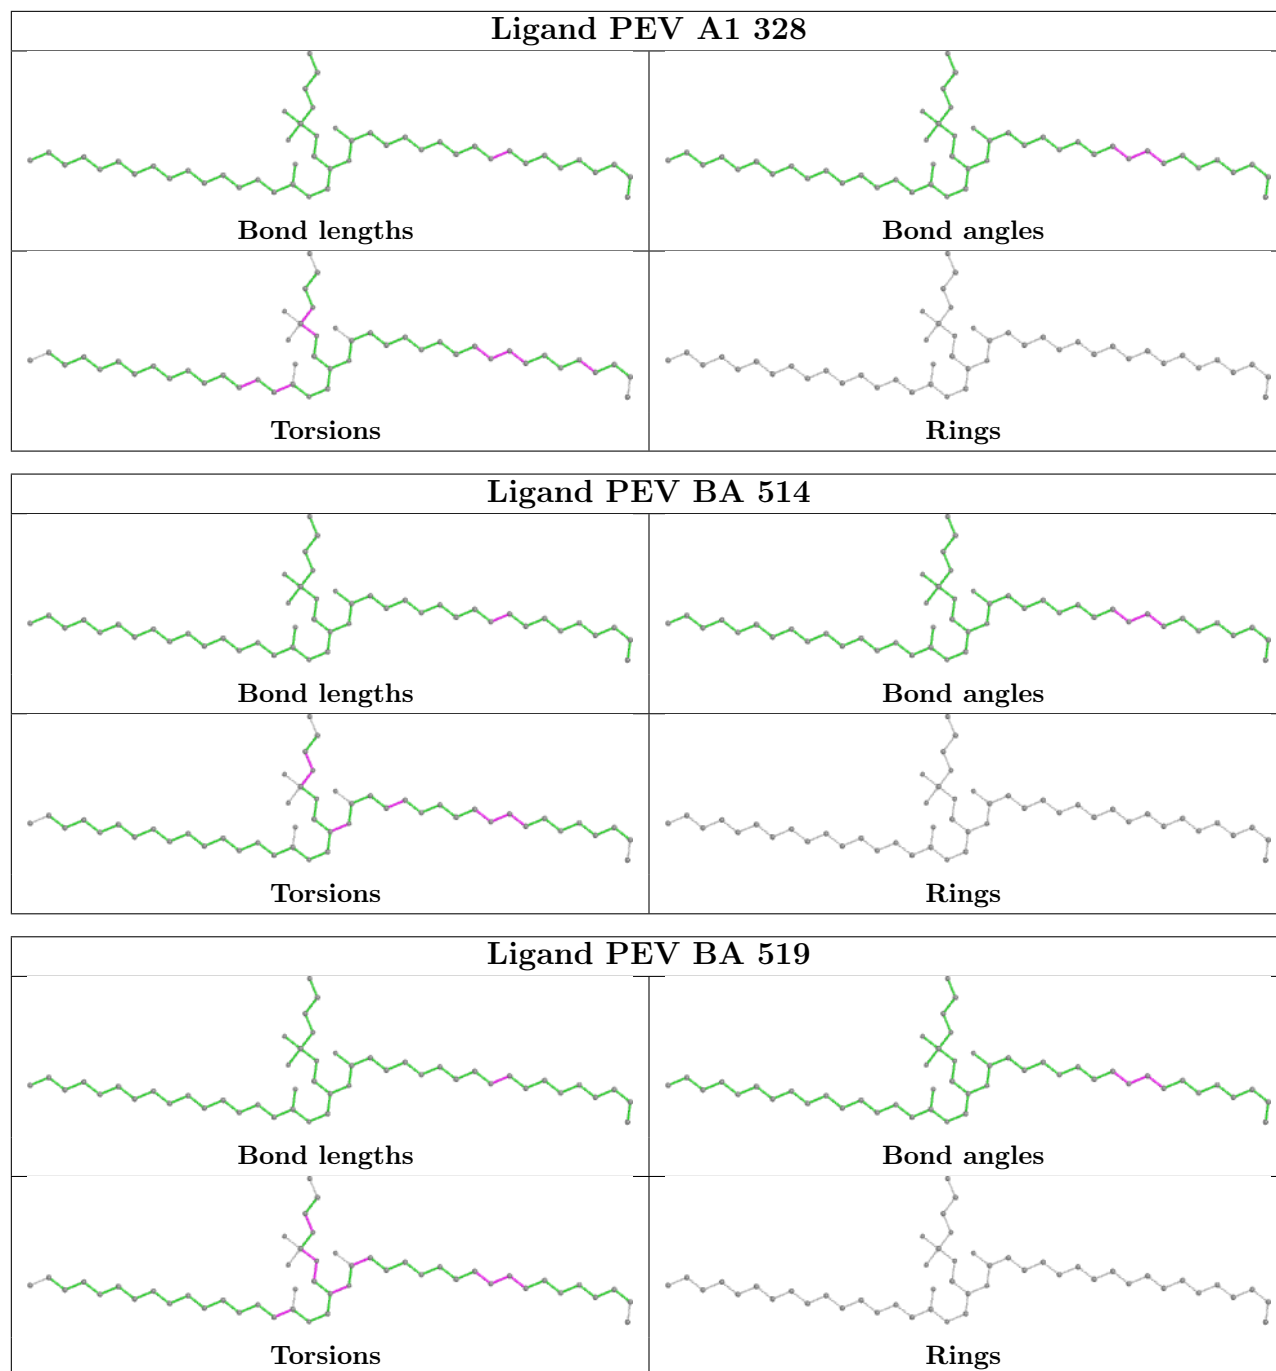 Ligand PEV A1 328
Bond lengths
Bond angles
Torsions
Rings
Ligand PEV BA 514
Bond lengths
Bond angles
Torsions
Rings
Ligand PEV BA 519
Bond lengths
Bond angles
Torsions
Rings